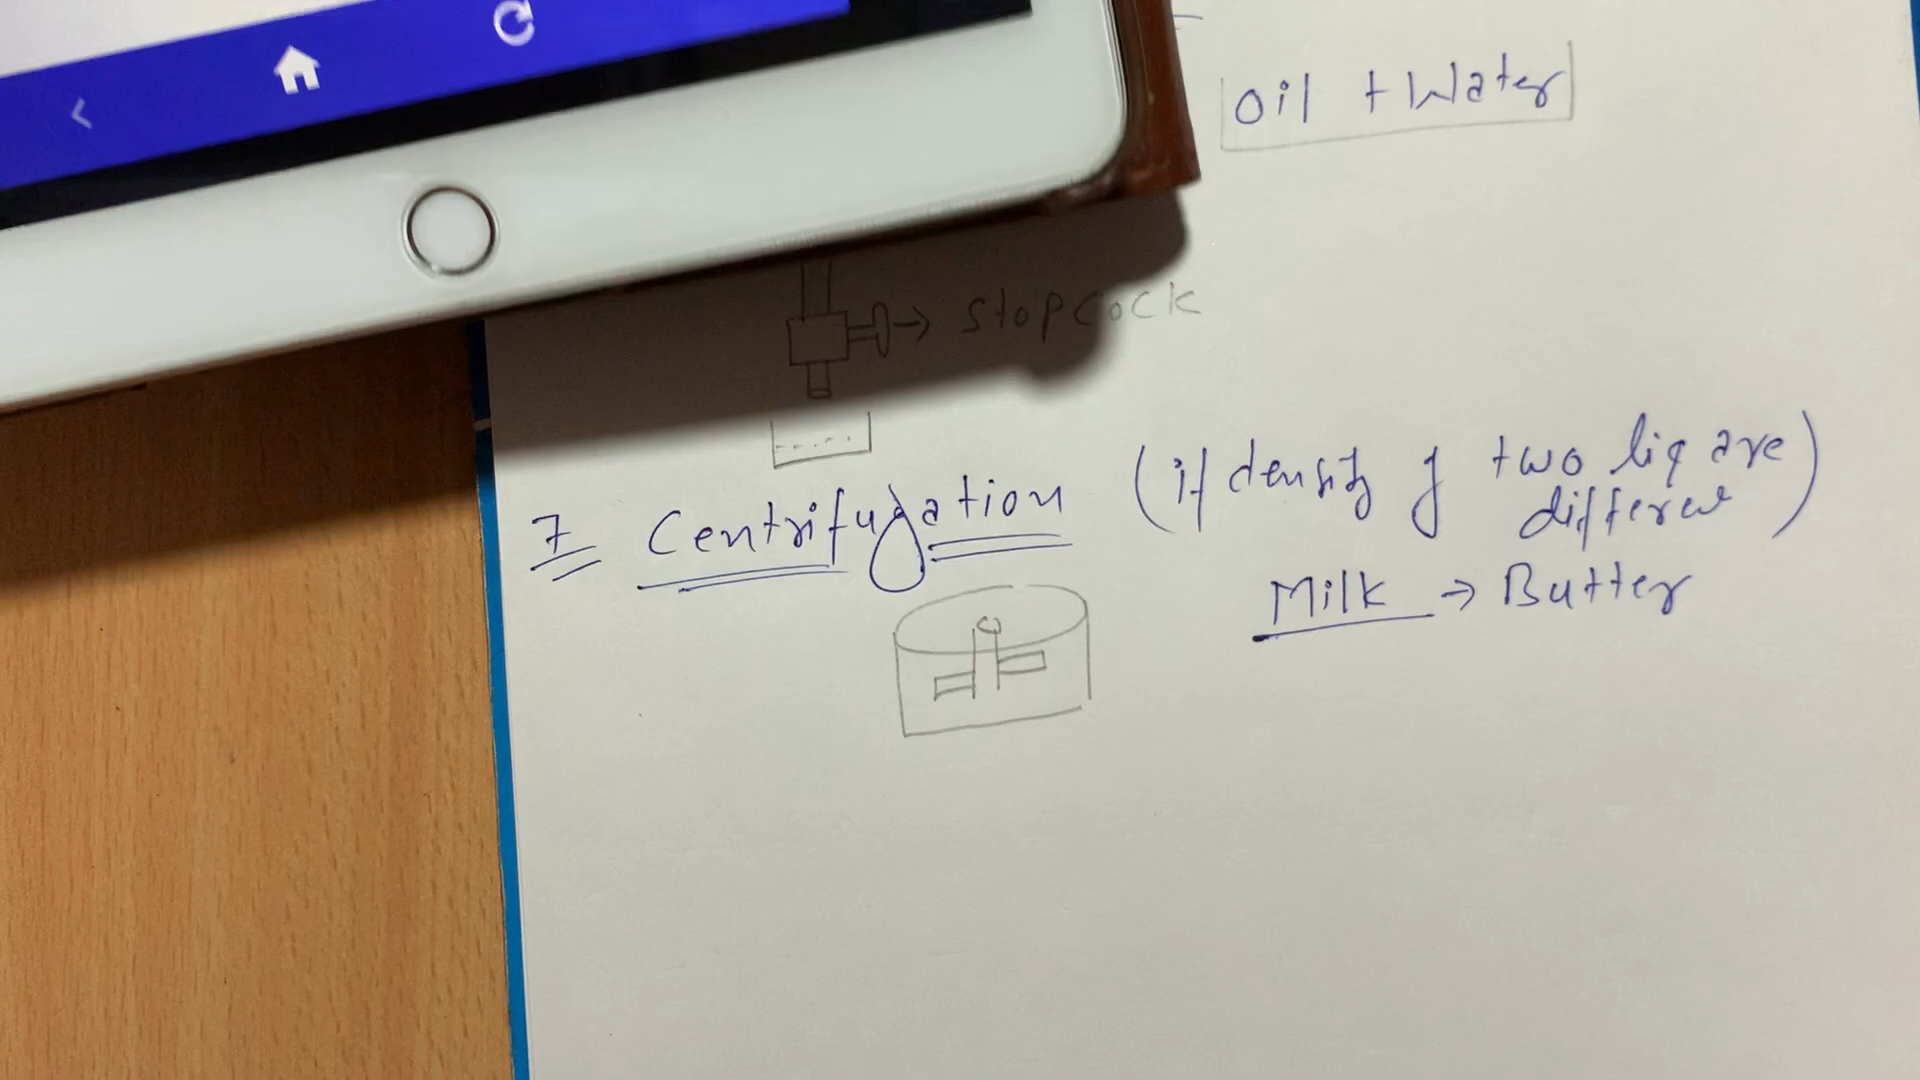 Oil + Water
stopcock
7 Centrifugation (if density of two liq are
different)
Milk → Butter